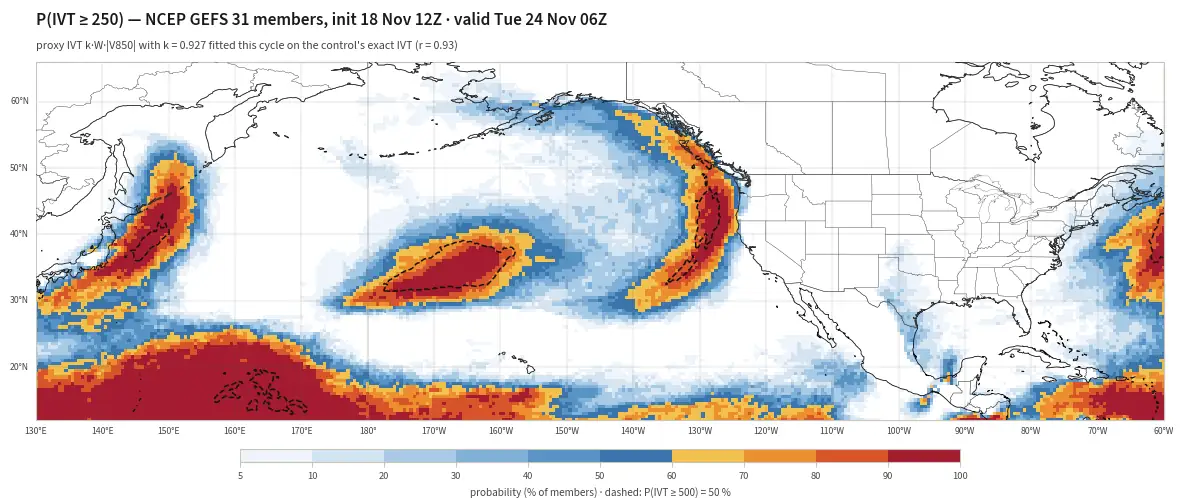 P(IVT ≥ 250) — NCEP GEFS 31 members, init 18 Nov 12Z · valid Tue 24 Nov 06Z
proxy IVT k·W·|V850| with k = 0.927 fitted this cycle on the control's exact IVT (r = 0.93)
60°N
50°N
40°N
30°N
20°N
130°E 140°E 150°E 160°E 170°E 180° 170°W 160°W 150°W 140°W 130°W 120°W 110°W 100°W 90°W 80°W 70°W 60°W
5 10 20 30 40 50 60 70 80 90 100
probability (% of members) · dashed: P(IVT ≥ 500) = 50 %